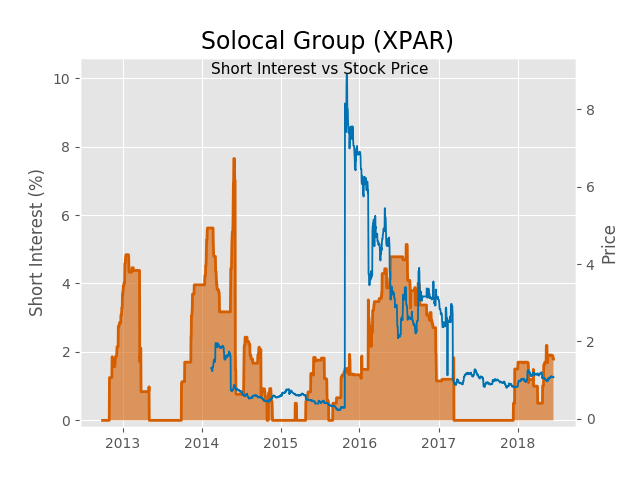 Solocal Group (XPAR)
Short Interest vs Stock Price
Short Interest (%)
10
8
6
4
2
0
8
6
4
2
0
Price
2013 2014 2015 2016 2017 2018